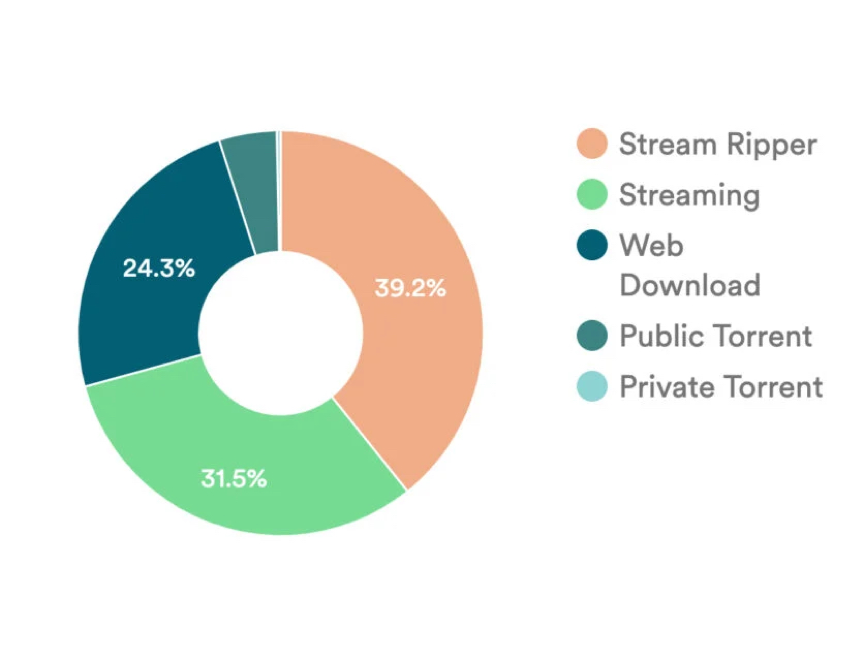 Stream Ripper
Streaming
Web
Download
Public Torrent
Private Torrent
39.2%
24.3%
31.5%